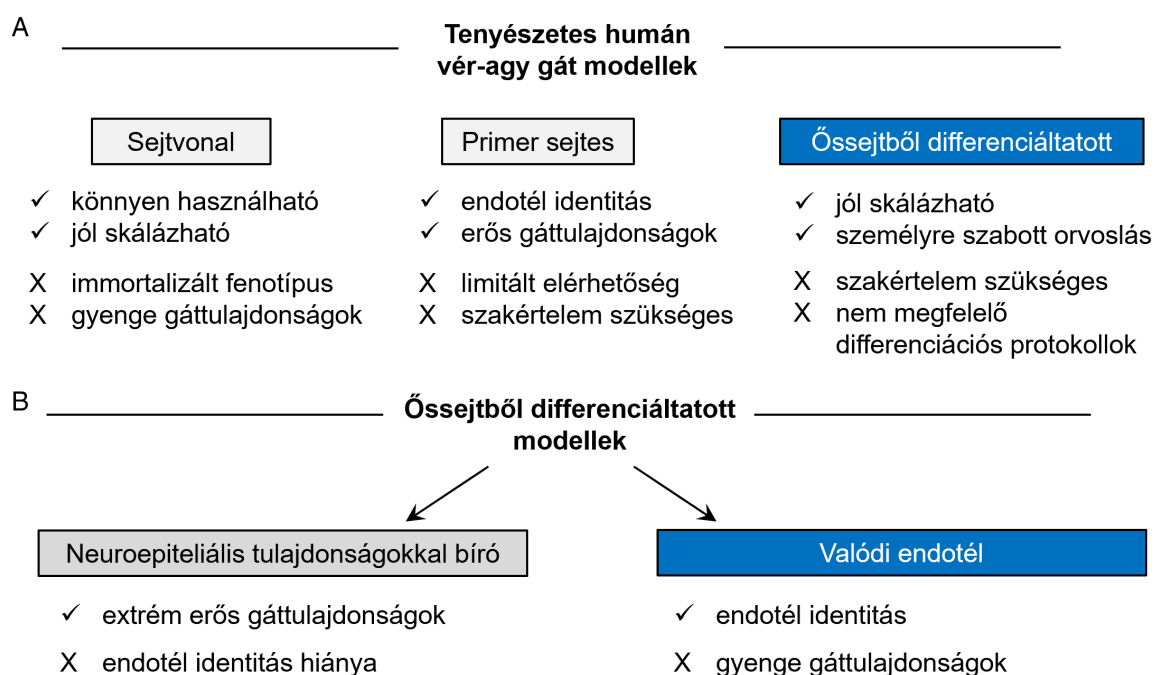 A
Tenyészetes humán
vér-agy gát modellek
Sejtvonal
✓ könnyen használható
✓ jól skálázható
X immortalizált fenotípus
X gyenge gáttulajdonságok
Primer sejtes
✓ endotél identitás
✓ erős gáttulajdonságok
X limitált elérhetőség
X szakértelem szükséges
Őssejtből differenciáltatott
✓ jól skálázható
✓ személyre szabott orvoslás
X szakértelem szükséges
X nem megfelelő
differenciációs protokollok
B
Őssejtből differenciáltatott
modellek
Neuroepiteliális tulajdonságokkal bíró
✓ extrém erős gáttulajdonságok
X endotél identitás hiánya
Valódi endotél
✓ endotél identitás
X gyenge gáttulajdonságok